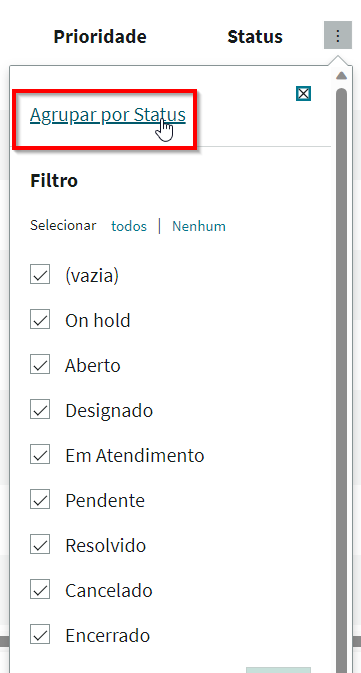 Prioridade Status
Agrupar por Status
Filtro
Selecionar todos | Nenhum
(vazia)
On hold
Aberto
Designado
Em Atendimento
Pendente
Resolvido
Cancelado
Encerrado